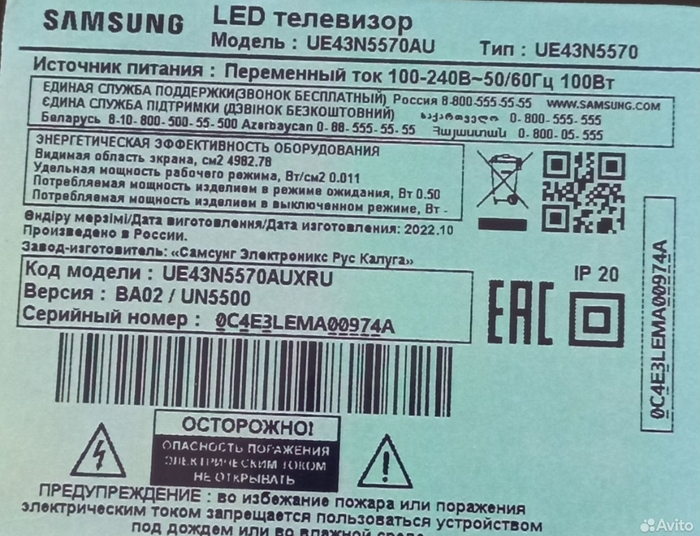 SAMSUNG LED телевизор
Модель : UE43N5570AU Тип : UE43N5570
Источник питания : Переменный ток 100-240В~50/60Гц 100Вт
ЕДИНАЯ СЛУЖБА ПОДДЕРЖКИ(ЗВОНОК БЕСПЛАТНЫЙ) Россия 8-800-555-55-55 WWW.SAMSUNG.COM
ЄДИНА СЛУЖБА ПІДТРИМКИ (ДЗВІНОК БЕЗКОШТОВНИЙ) საქართველო 0-800-555-555
Беларусь 8-10-800-500-55-500 Azərbaycan 0-88-555-55-55 Հայաստան 0-800-05-555
ЭНЕРГЕТИЧЕСКАЯ ЭФФЕКТИВНОСТЬ ОБОРУДОВАНИЯ
Видимая область экрана, см2 4982.78
Удельная мощность рабочего режима, Вт/см2 0.011
Потребляемая мощность изделием в режиме ожидания, Вт 0.50
Потребляемая мощность изделием в выключенном режиме, Вт -
Өндіру мерзімі/Дата виготовлення/Дата изготовления: 2022.10
Произведено в России.
Завод-изготовитель: «Самсунг Электроникс Рус Калуга»
Код модели : UE43N5570AUXRU
Версия : BA02 / UN5500
Серийный номер : 0C4E3LEMA00974A
IP 20
EAC
0C4E3LEMA00974A
ОСТОРОЖНО!
ОПАСНОСТЬ ПОРАЖЕНИЯ
ЭЛЕКТРИЧЕСКИМ ТОКОМ
НЕ ОТКРЫВАТЬ
ПРЕДУПРЕЖДЕНИЕ : во избежание пожара или поражения
электрическим током запрещается пользоваться устройством
под дождем или во влажной среде.
Avito